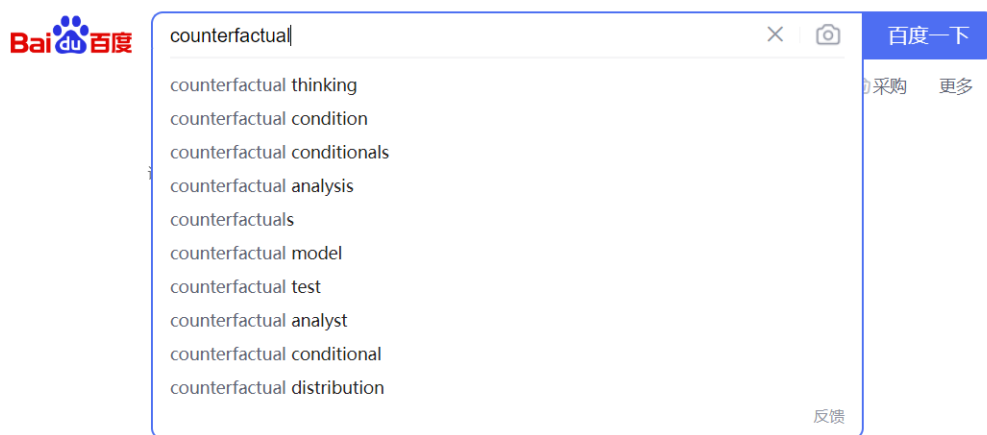 Bai du 百度
counterfactual
百度一下
counterfactual thinking
采购 更多
counterfactual condition
counterfactual conditionals
counterfactual analysis
counterfactuals
counterfactual model
counterfactual test
counterfactual analyst
counterfactual conditional
counterfactual distribution
反馈